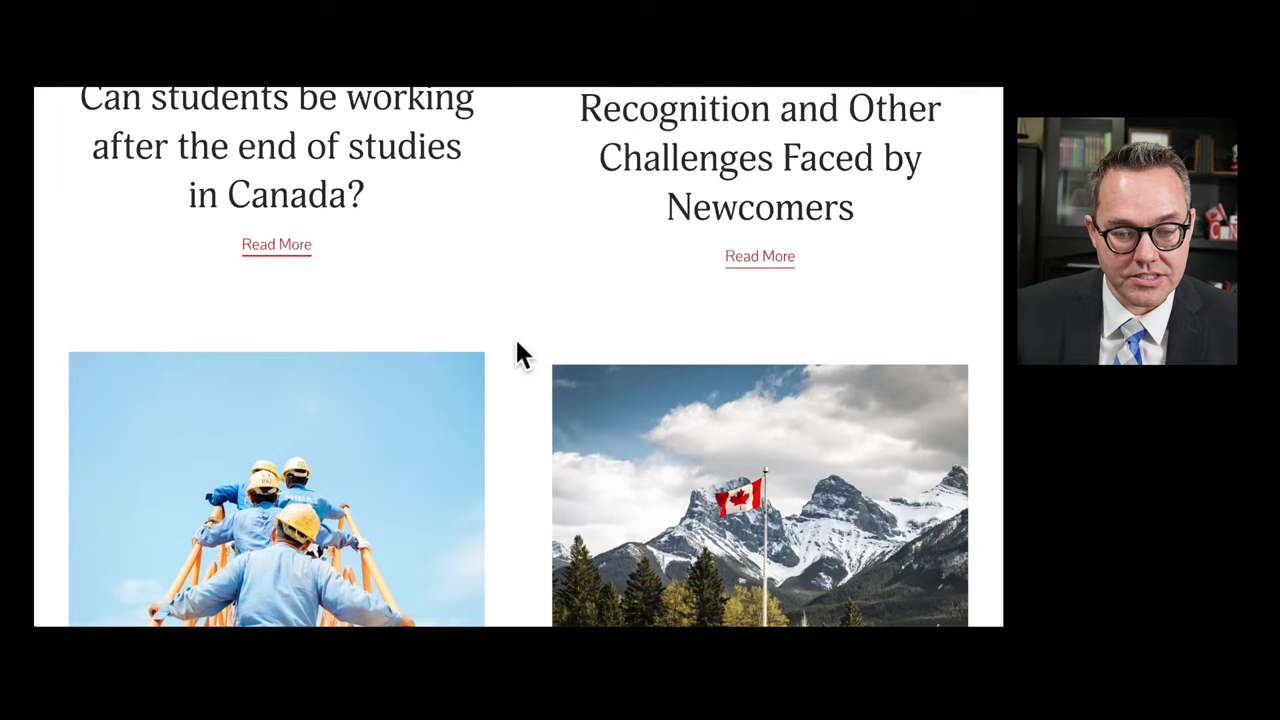 Can students be working
after the end of studies
in Canada?
Read More
Recognition and Other
Challenges Faced by
Newcomers
Read More